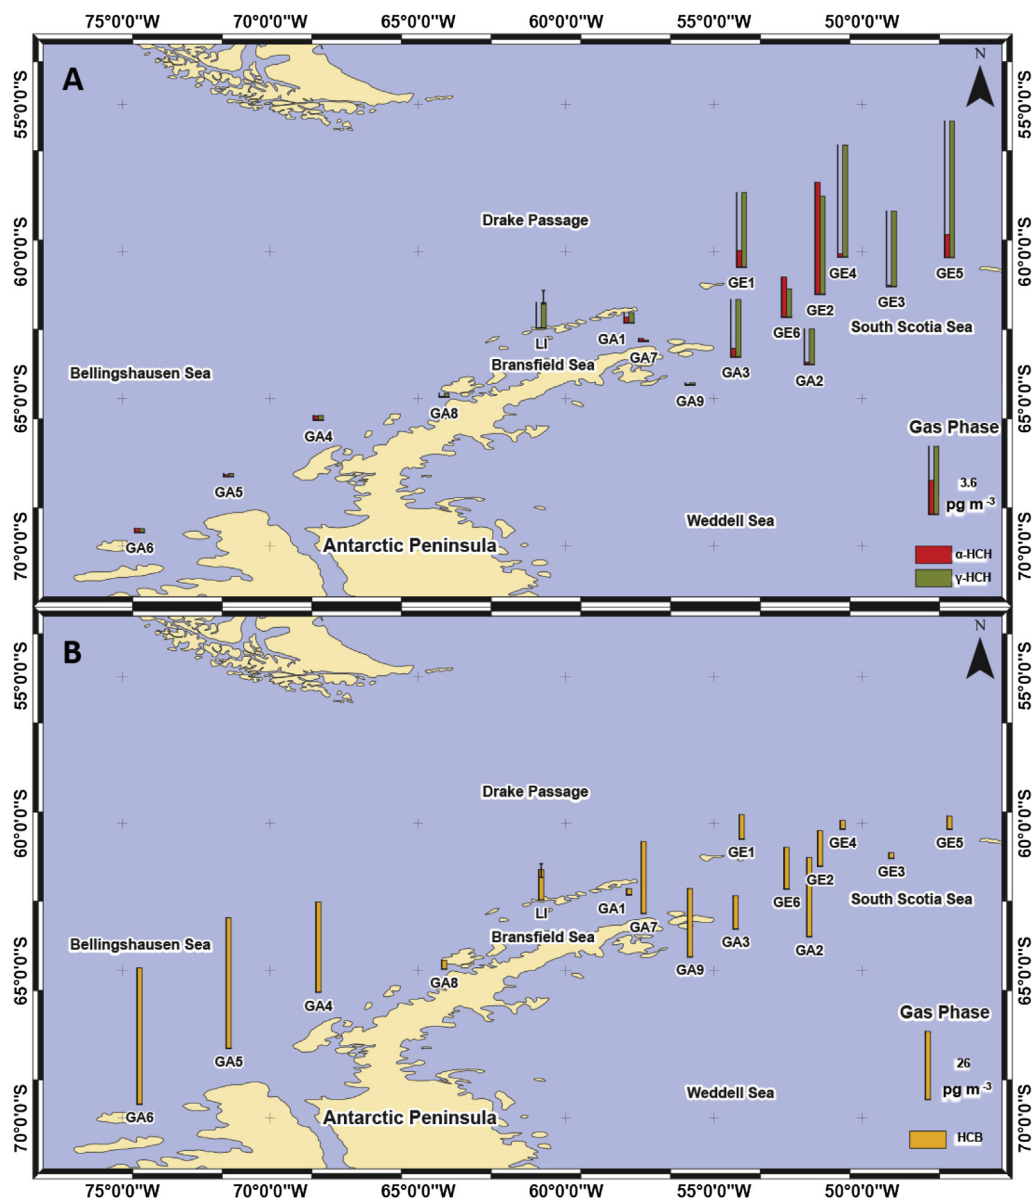 75°0'0"W 70°0'0"W 65°0'0"W 60°0'0"W 55°0'0"W 50°0'0"W
A
N
55°0'0"S
55°0'0"S
Drake Passage
60°0'0"S
60°0'0"S
GE1
GE4
GE5
GE2
GE3
GE6
South Scotia Sea
LI
GA1
GA7
Bransfield Sea
GA3
GA2
Bellingshausen Sea
GA9
GA8
65°0'0"S
65°0'0"S
GA4
Gas Phase
3.6
pg m -3
GA5
Weddell Sea
GA6
Antarctic Peninsula
70°0'0"S
70°0'0"S
α-HCH
γ-HCH
B
N
55°0'0"S
55°0'0"S
Drake Passage
60°0'0"S
60°0'0"S
GE1
GE4
GE5
GE2
GE3
GE6
South Scotia Sea
LI
GA1
GA7
Bransfield Sea
GA3
GA2
Bellingshausen Sea
GA9
GA8
65°0'0"S
65°0'0"S
GA4
Gas Phase
26
pg m -3
GA5
Weddell Sea
GA6
Antarctic Peninsula
70°0'0"S
70°0'0"S
HCB
75°0'0"W 70°0'0"W 65°0'0"W 60°0'0"W 55°0'0"W 50°0'0"W